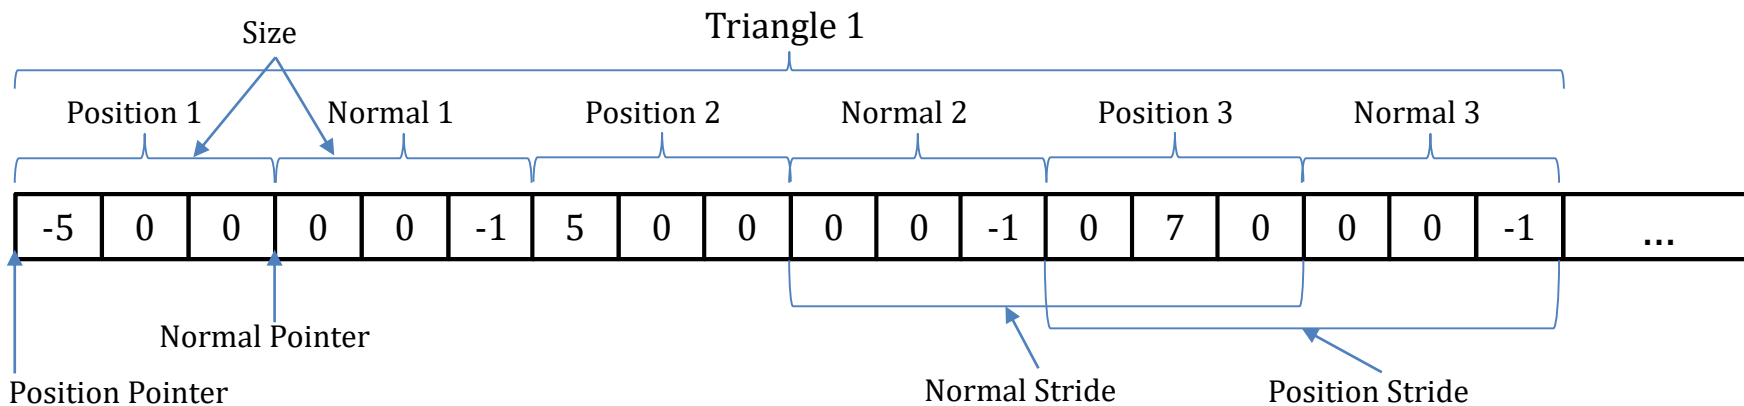 Size
Triangle 1
Position 1 Normal 1 Position 2 Normal 2 Position 3 Normal 3
-5 0 0 0 0 -1 5 0 0 0 0 -1 0 7 0 0 0 -1 ...
Normal Pointer
Position Pointer
Normal Stride
Position Stride